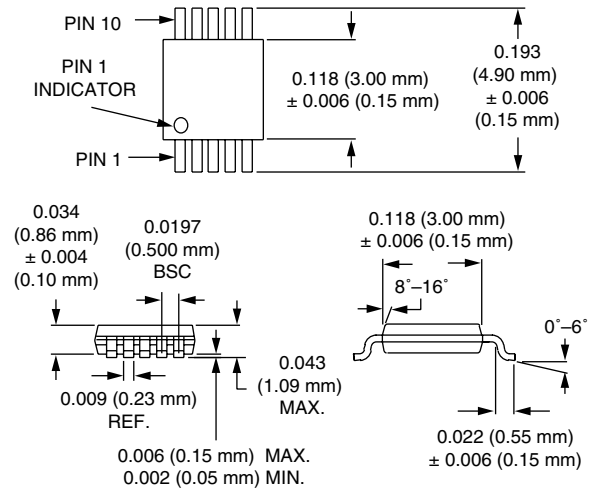 PIN 10
PIN 1
INDICATOR
PIN 1
0.118 (3.00 mm)
± 0.006 (0.15 mm)
0.193
(4.90 mm)
± 0.006
(0.15 mm)
0.034
(0.86 mm)
± 0.004
(0.10 mm)
0.0197
(0.500 mm)
BSC
0.009 (0.23 mm)
REF.
0.043
(1.09 mm)
MAX.
0.006 (0.15 mm) MAX.
0.002 (0.05 mm) MIN.
0.118 (3.00 mm)
± 0.006 (0.15 mm)
8˚–16˚
0˚–6˚
0.022 (0.55 mm)
± 0.006 (0.15 mm)